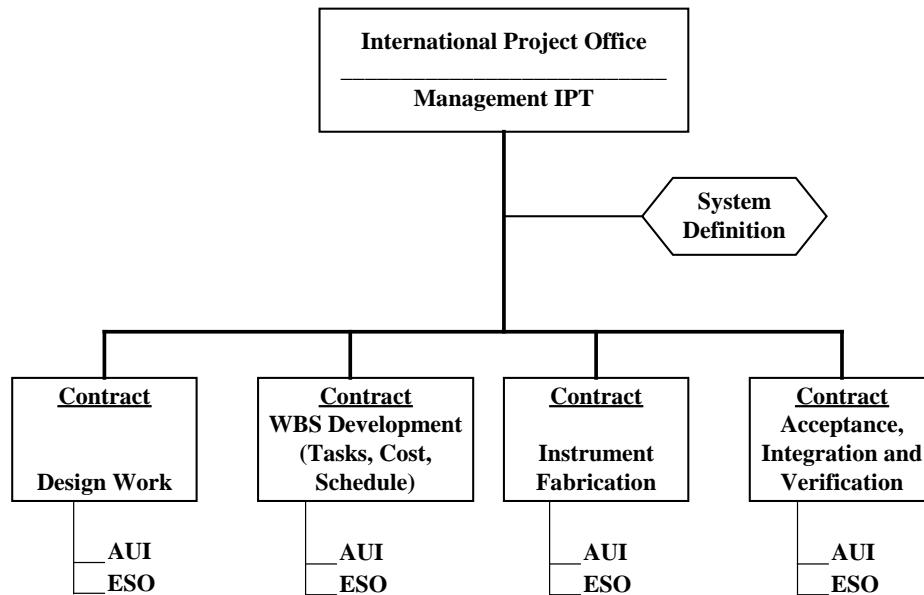 International Project Office
Management IPT
System
Definition
Contract
Design Work
Contract
WBS Development
(Tasks, Cost,
Schedule)
Contract
Instrument
Fabrication
Contract
Acceptance,
Integration and
Verification
AUI
ESO
AUI
ESO
AUI
ESO
AUI
ESO